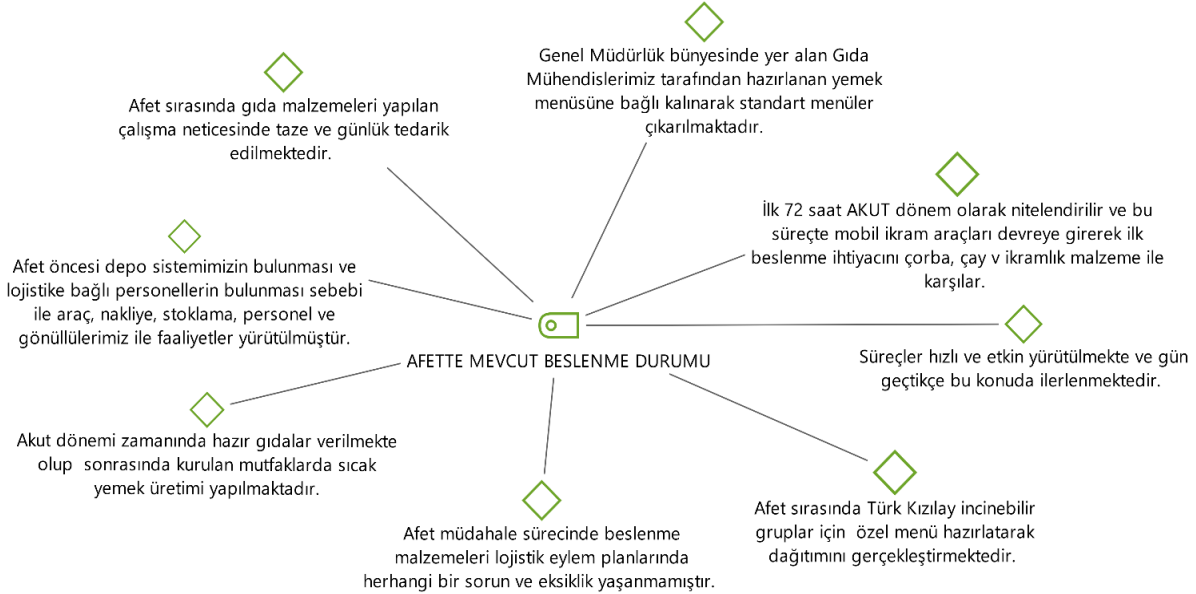 Genel Müdürlük bünyesinde yer alan Gıda
Mühendislerimiz tarafından hazırlanan yemek
menüsüne bağlı kalınarak standart menüler
çıkarılmaktadır.
Afet sırasında gıda malzemeleri yapılan
çalışma neticesinde taze ve günlük tedarik
edilmektedir.
İlk 72 saat AKUT dönem olarak nitelendirilir ve bu
süreçte mobil ikram araçları devreye girerek ilk
beslenme ihtiyacını çorba, çay v ikramlık malzeme ile
karşılar.
Afet öncesi depo sistemimizin bulunması ve
lojistike bağlı personellerin bulunması sebebi
ile araç, nakliye, stoklama, personel ve
gönüllülerimiz ile faaliyetler yürütülmüştür.
AFETTE MEVCUT BESLENME DURUMU
Süreçler hızlı ve etkin yürütülmekte ve gün
geçtikçe bu konuda ilerlenmektedir.
Akut dönemi zamanında hazır gıdalar verilmekte
olup  sonrasında kurulan mutfaklarda sıcak
yemek üretimi yapılmaktadır.
Afet müdahale sürecinde beslenme
malzemeleri lojistik eylem planlarında
herhangi bir sorun ve eksiklik yaşanmamıştır.
Afet sırasında Türk Kızılay incinebilir
gruplar için  özel menü hazırlatarak
dağıtımını gerçekleştirmektedir.